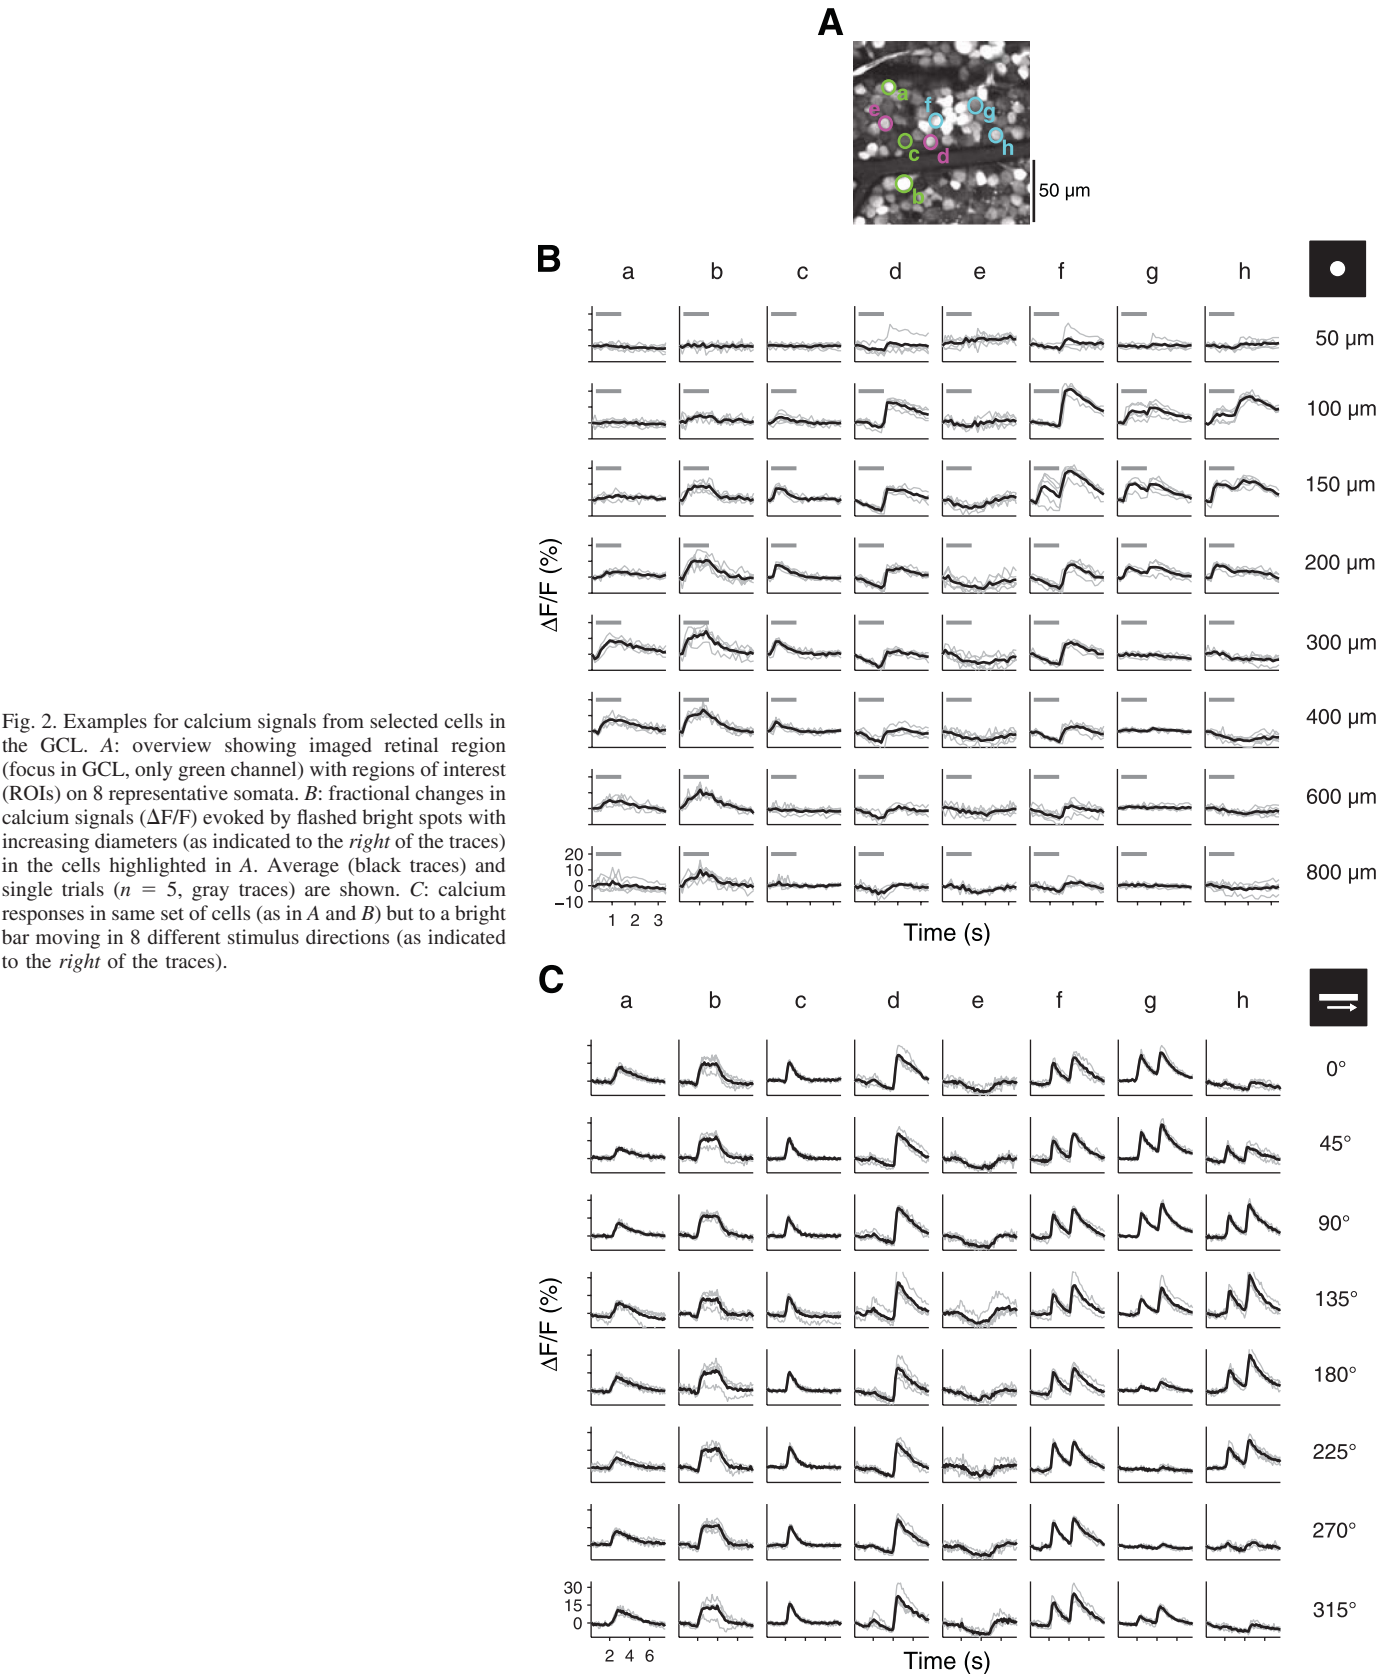 A
a
e
f
g
c
d
h
b
50 µm
B
a b c d e f g h
50 µm
100 µm
150 µm
200 µm
300 µm
400 µm
600 µm
800 µm
ΔF/F (%)
20
10
0
−10
1 2 3
Time (s)
Fig. 2. Examples for calcium signals from selected cells in
the GCL. A: overview showing imaged retinal region
(focus in GCL, only green channel) with regions of interest
(ROIs) on 8 representative somata. B: fractional changes in
calcium signals (ΔF/F) evoked by flashed bright spots with
increasing diameters (as indicated to the right of the traces)
in the cells highlighted in A. Average (black traces) and
single trials (n = 5, gray traces) are shown. C: calcium
responses in same set of cells (as in A and B) but to a bright
bar moving in 8 different stimulus directions (as indicated
to the right of the traces).
C
a b c d e f g h
0°
45°
90°
135°
180°
225°
270°
315°
ΔF/F (%)
30
15
0
2 4 6
Time (s)